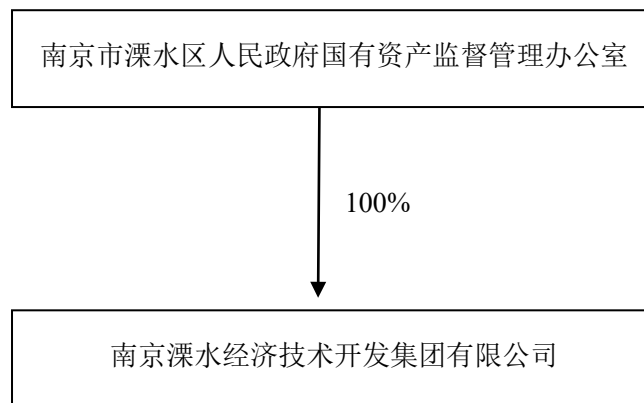 南京市溧水区人民政府国有资产监督管理办公室
100%
南京溧水经济技术开发集团有限公司